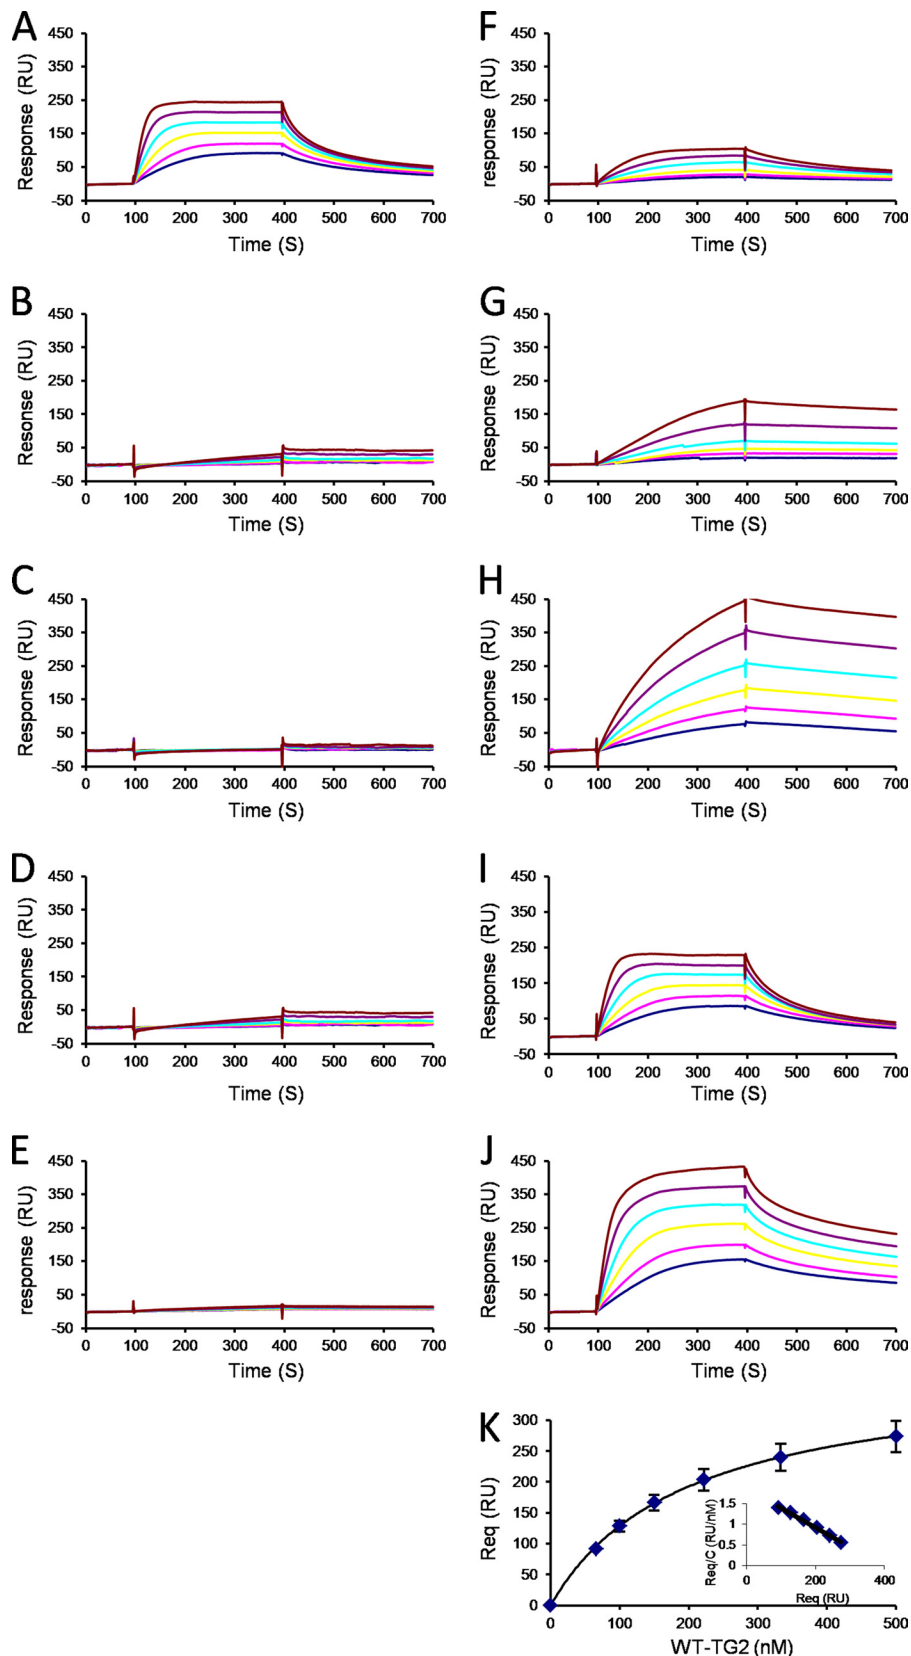 A
Response (RU)
450
350
250
150
50
-50
0 100 200 300 400 500 600 700
Time (S)
F
response (RU)
450
350
250
150
50
-50
0 100 200 300 400 500 600 700
Time (S)
B
Resonse (RU)
450
350
250
150
50
-50
0 100 200 300 400 500 600 700
Time (S)
G
Response (RU)
450
350
250
150
50
-50
0 100 200 300 400 500 600 700
Time (S)
C
Response (RU)
450
350
250
150
50
-50
0 100 200 300 400 500 600 700
Time (S)
H
Response (RU)
450
350
250
150
50
-50
0 100 200 300 400 500 600 700
Time (S)
D
Response (RU)
450
350
250
150
50
-50
0 100 200 300 400 500 600 700
Time (S)
I
Response (RU)
450
350
250
150
50
-50
0 100 200 300 400 500 600 700
Time (S)
E
response (RU)
450
350
250
150
50
-50
0 100 200 300 400 500 600 700
Time (S)
J
Response (RU)
450
350
250
150
50
-50
0 100 200 300 400 500 600 700
Time (S)
K
Req (RU)
300
250
200
150
100
50
0
0 100 200 300 400 500
WT-TG2 (nM)
Req/C (RU/nM)
1.5
1
0.5
0
0 200 400
Req (RU)